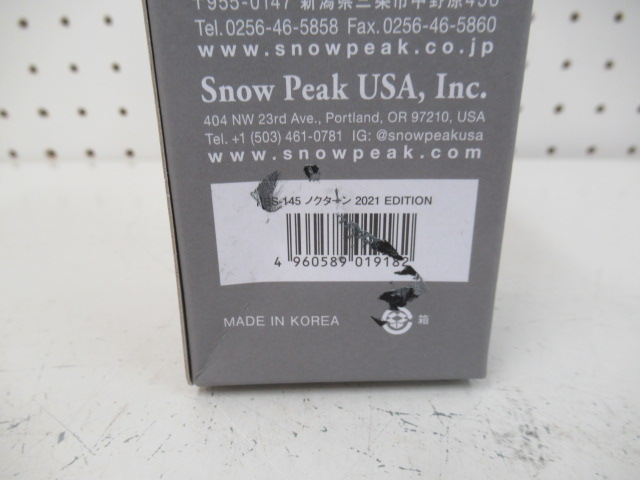 〒955-0147 新潟県三条市中野原456
Tel.0256-46-5858 Fax.0256-46-5860
www.snowpeak.co.jp
Snow Peak USA, Inc.
404 NW 23rd Ave., Portland, OR 97210, USA
Tel. +1 (503) 461-0781 IG: @snowpeakusa
www.snowpeak.com
ノクターン 2021 EDITION
4 960589 019182
MADE IN KOREA
箱